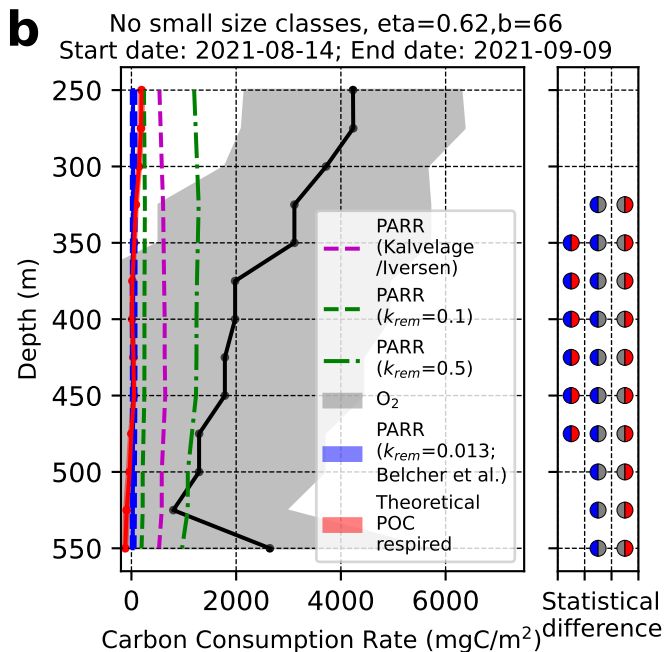 b
No small size classes, eta=0.62,b=66
Start date: 2021-08-14; End date: 2021-09-09
250
300
350
400
450
500
550
Depth (m)
PARR
(Kalvelage
/Iversen)
PARR
(k_rem=0.1)
PARR
(k_rem=0.5)
O₂
PARR
(k_rem=0.013;
Belcher et al.)
Theoretical
POC
respired
0 2000 4000 6000
Carbon Consumption Rate (mgC/m²)
Statistical
difference